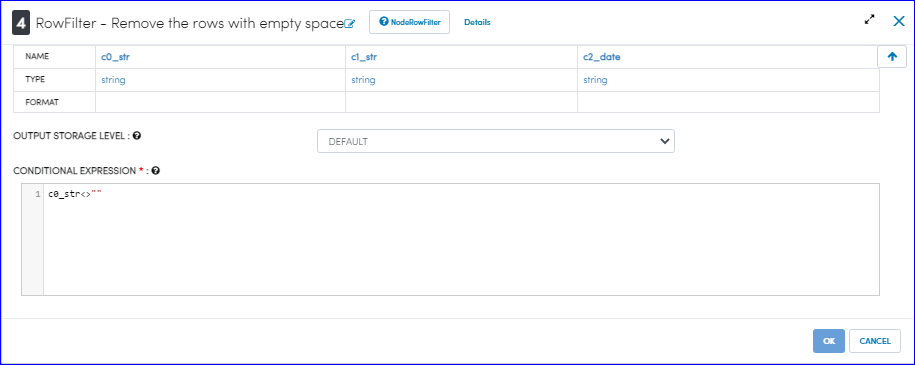 4 RowFilter - Remove the rows with empty space NodeRowFilter Details
NAME c0_str c1_str c2_date
TYPE string string string
FORMAT
OUTPUT STORAGE LEVEL :
DEFAULT
CONDITIONAL EXPRESSION * :
1 c0_str<>""
OK CANCEL